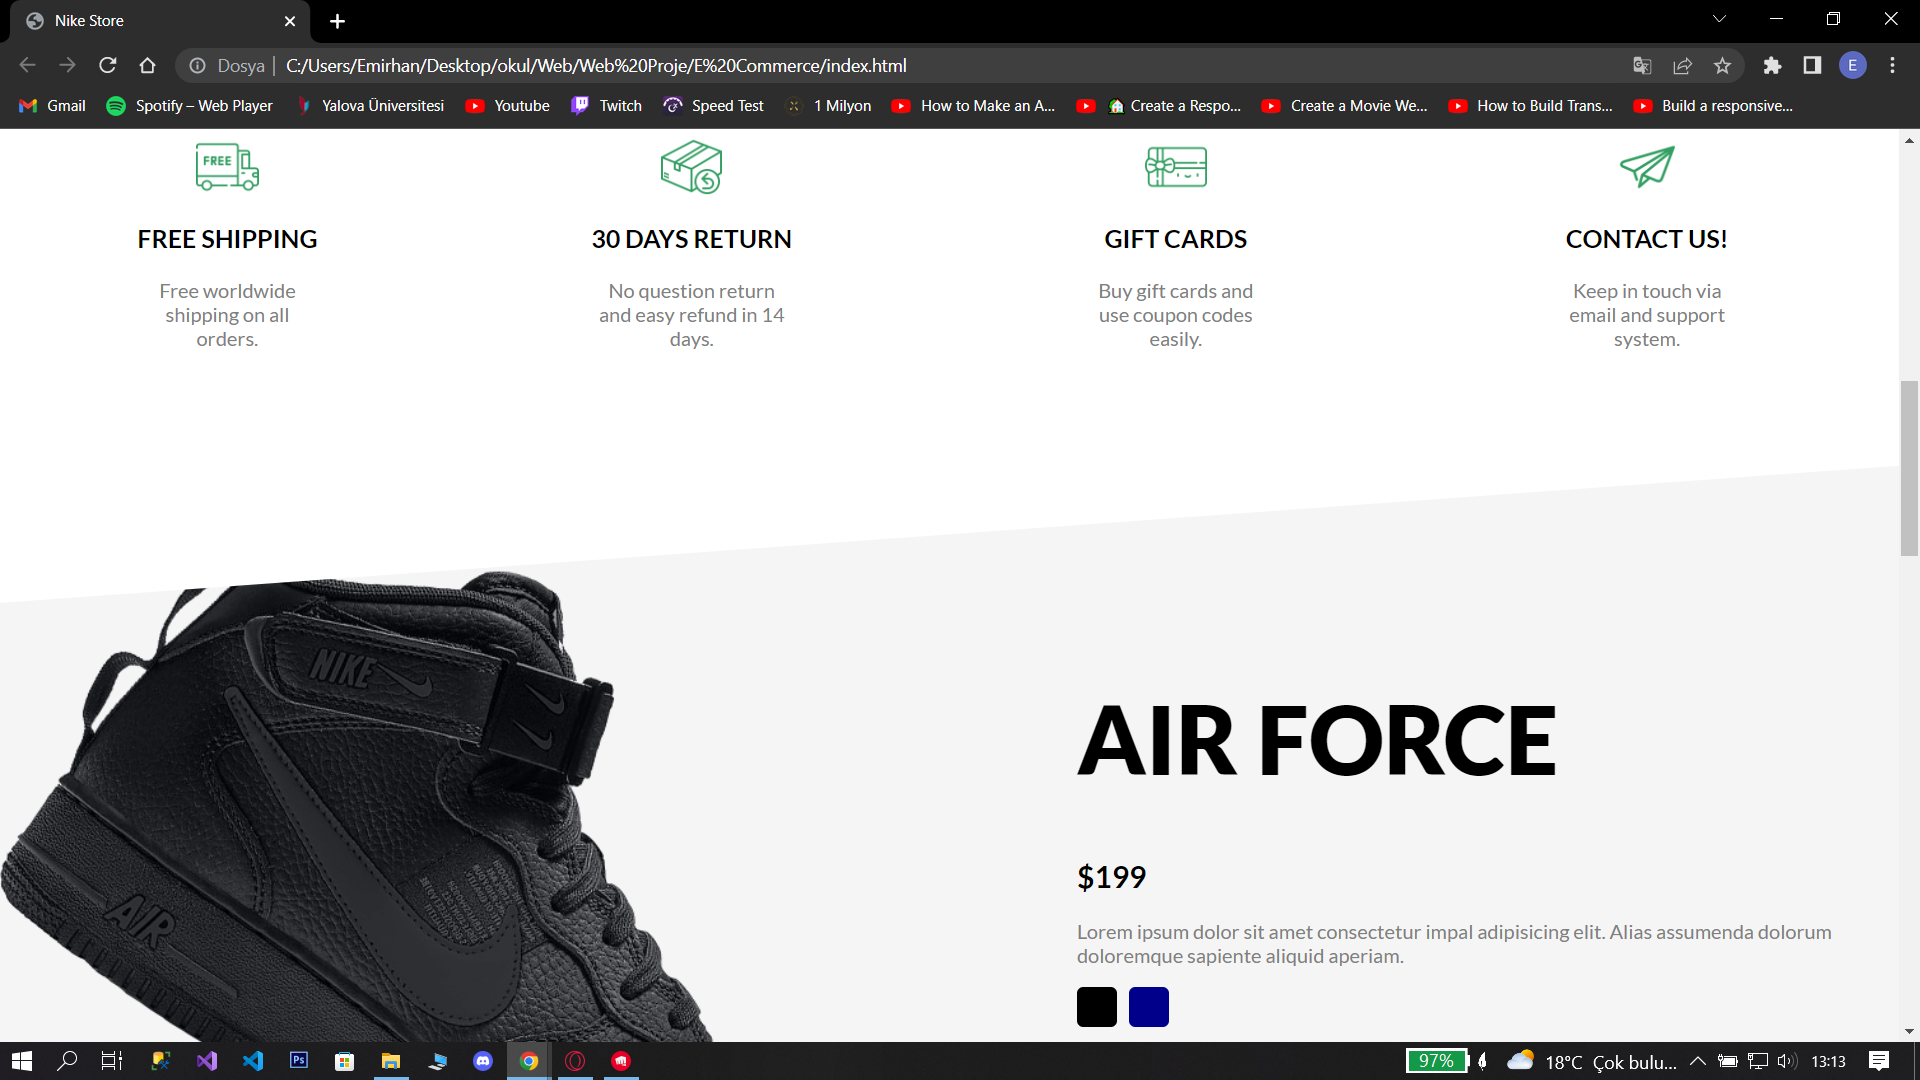 Nike Store
Dosya | C:/Users/Emirhan/Desktop/okul/Web/Web%20Proje/E%20Commerce/index.html
E
Gmail Spotify – Web Player Yalova Üniversitesi Youtube Twitch Speed Test 1 Milyon How to Make an A... Create a Respo... Create a Movie We... How to Build Trans... Build a responsive...
FREE
FREE SHIPPING
Free worldwide
shipping on all
orders.
30 DAYS RETURN
No question return
and easy refund in 14
days.
GIFT CARDS
Buy gift cards and
use coupon codes
easily.
CONTACT US!
Keep in touch via
email and support
system.
NIKE
AIR
AIR FORCE
$199
Lorem ipsum dolor sit amet consectetur impal adipisicing elit. Alias assumenda dolorum
doloremque sapiente aliquid aperiam.
Ps
97% 18°C Çok bulu... 13:13